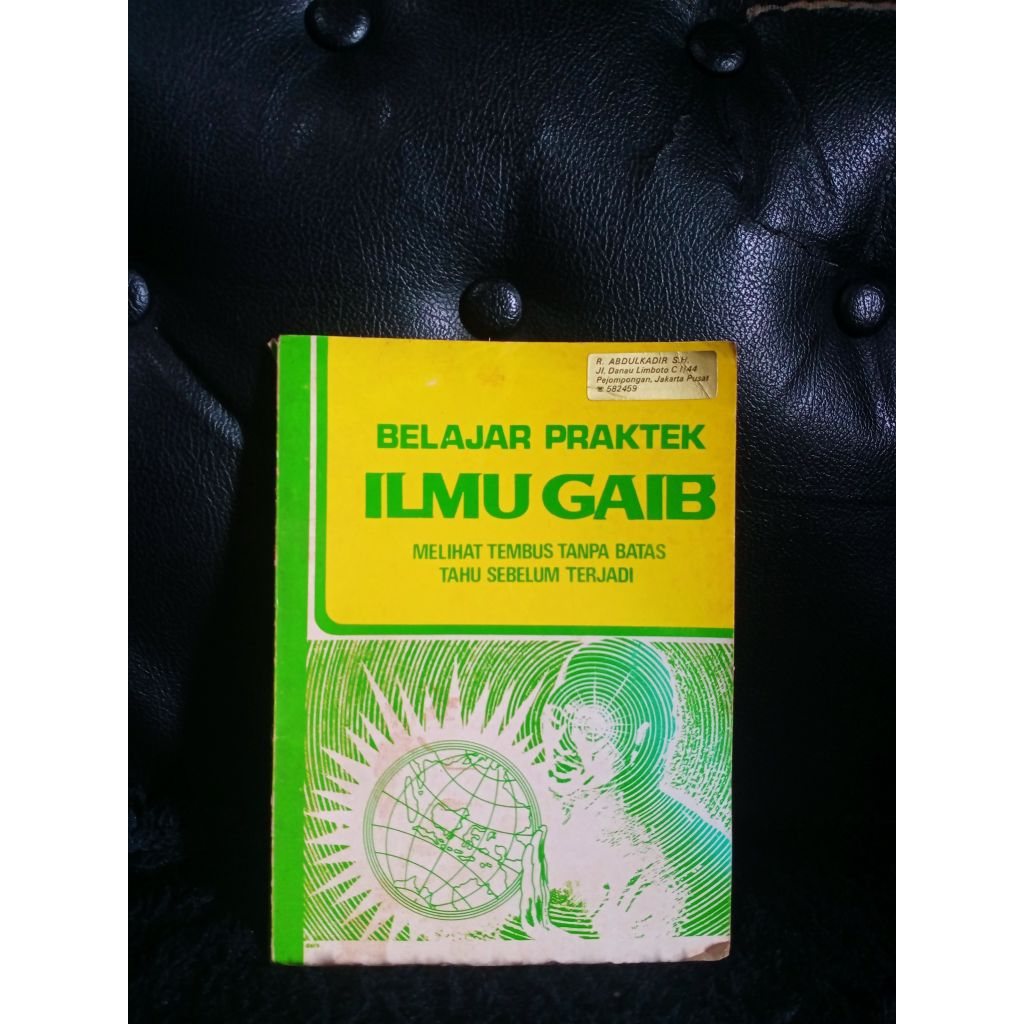 R. ABDULKADIR S.H.
Jl. Danau Limboto C I/44
Pejompongan, Jakarta Pusat
☎ 582459
BELAJAR PRAKTEK
ILMU GAIB
MELIHAT TEMBUS TANPA BATAS
TAHU SEBELUM TERJADI